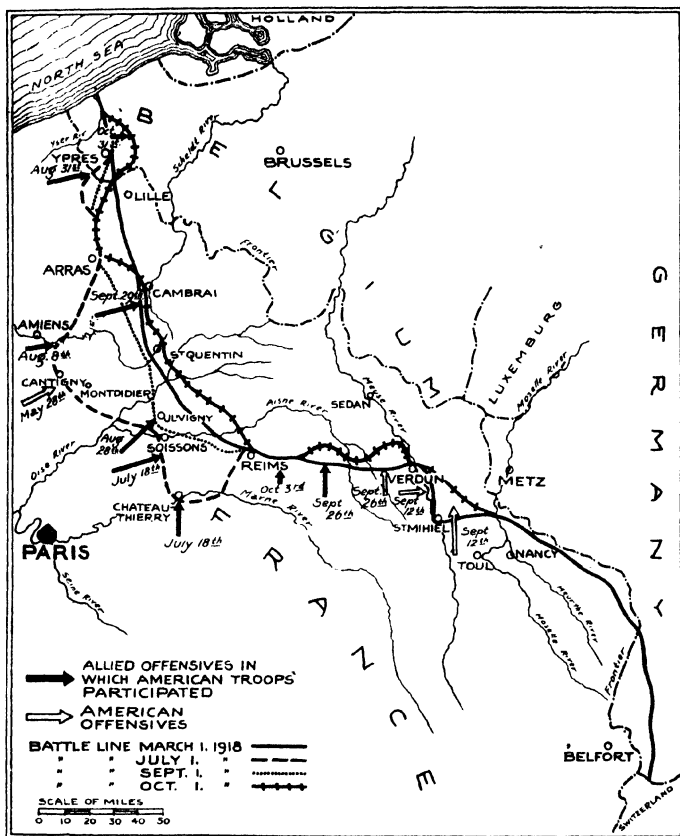 HOLLAND
NORTH SEA
Yser Riv
Oct.
31st
YPRES
Aug 31st
Scheldt River
BRUSSELS
BELGIUM
LILLE
Frontier
ARRAS
Sept. 29th
CAMBRAI
GERMANY
LUXEMBURG
AMIENS
Aug. 8th
ST QUENTIN
Moselle River
CANTIGNY
May 28th
MONTDIDIER
SEDAN
Meuse River
Aisne River
JUVIGNY
Aug
28th
Oise River
SOISSONS
July 18th
REIMS
VERDUN
METZ
Oct 3rd
Sept
26th
Sept
26th
Sept
12th
Marne River
CHATEAU-
THIERRY
ST MIHIEL
Sept
12th
PARIS
July 18th
FRANCE
TOUL
NANCY
Seine River
Meurthe River
Moselle River
Frontier
BELFORT
SWITZERLAND
ALLIED OFFENSIVES IN
WHICH AMERICAN TROOPS
PARTICIPATED
AMERICAN
OFFENSIVES
BATTLE LINE MARCH 1. 1918
" " JULY 1. "
" " SEPT. 1. "
" " OCT. 1. "
SCALE OF MILES
0 10 20 30 40 50